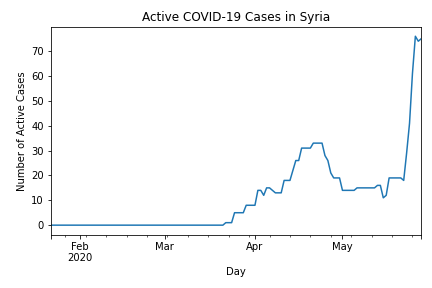 Active COVID-19 Cases in Syria
Number of Active Cases
70
60
50
40
30
20
10
0
Feb
2020
Mar
Apr
May
Day